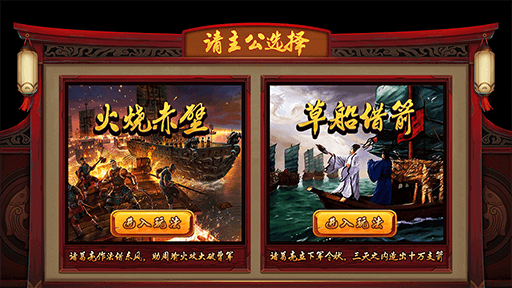 请主公选择
火烧赤壁
草船借箭
进入玩法
进入玩法
诸葛亮作法借东风，助周瑜火攻大破曹军
诸葛亮立下军令状，三天之内造出十万支箭